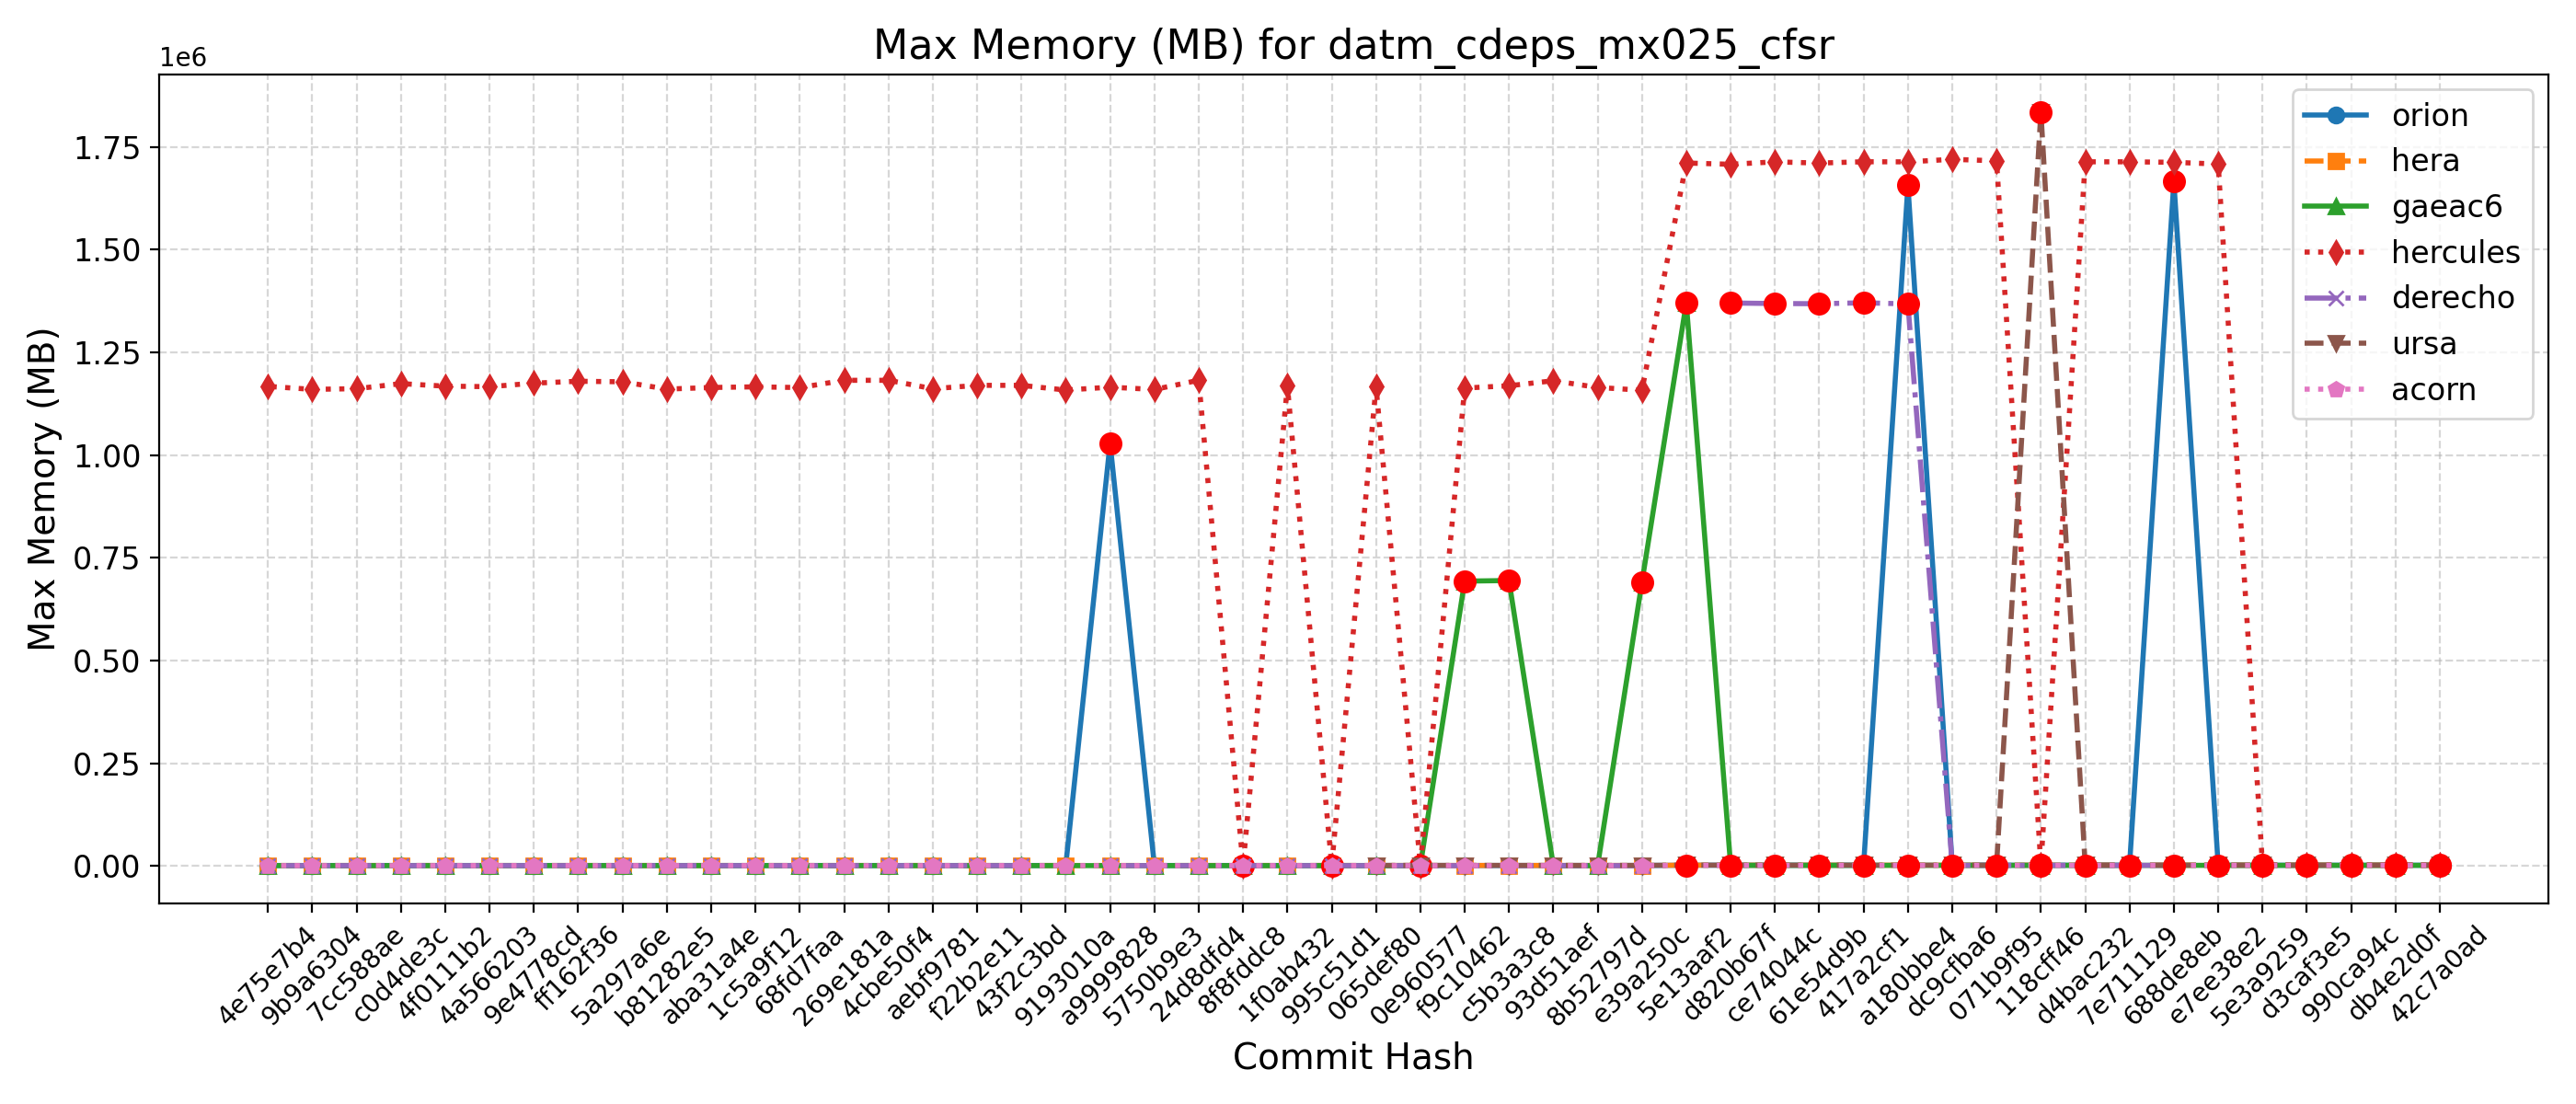 Max Memory (MB) for datm_cdeps_mx025_cfsr
1e6
1.75
1.50
1.25
1.00
0.75
0.50
0.25
0.00
Max Memory (MB)
orion
hera
gaeac6
hercules
derecho
ursa
acorn
4e75e7b4
9b9a6304
7cc588ae
c0d4de3c
4f0111b2
4a566203
9e4778cd
ff162f36
5a297a6e
b81282e5
aba31a4e
1c5a9f12
68fd7faa
269e181a
4cbe50f4
aebf9781
f22b2e11
43f2c3bd
9193010a
a9999828
5750b9e3
24d8dfd4
8f8fddc8
1f0ab432
995c51d1
065def80
0e960577
f9c10462
c5b3a3c8
93d51aef
8b52797d
e39a250c
5e13aaf2
d820b67f
ce74044c
61e54d9b
417a2cf1
a180bbe4
dc9cfba6
071b9f95
118cff46
d4bac232
7e711129
688de8eb
e7ee38e2
5e3a9259
d3caf3e5
990ca94c
db4e2d0f
42c7a0ad
Commit Hash